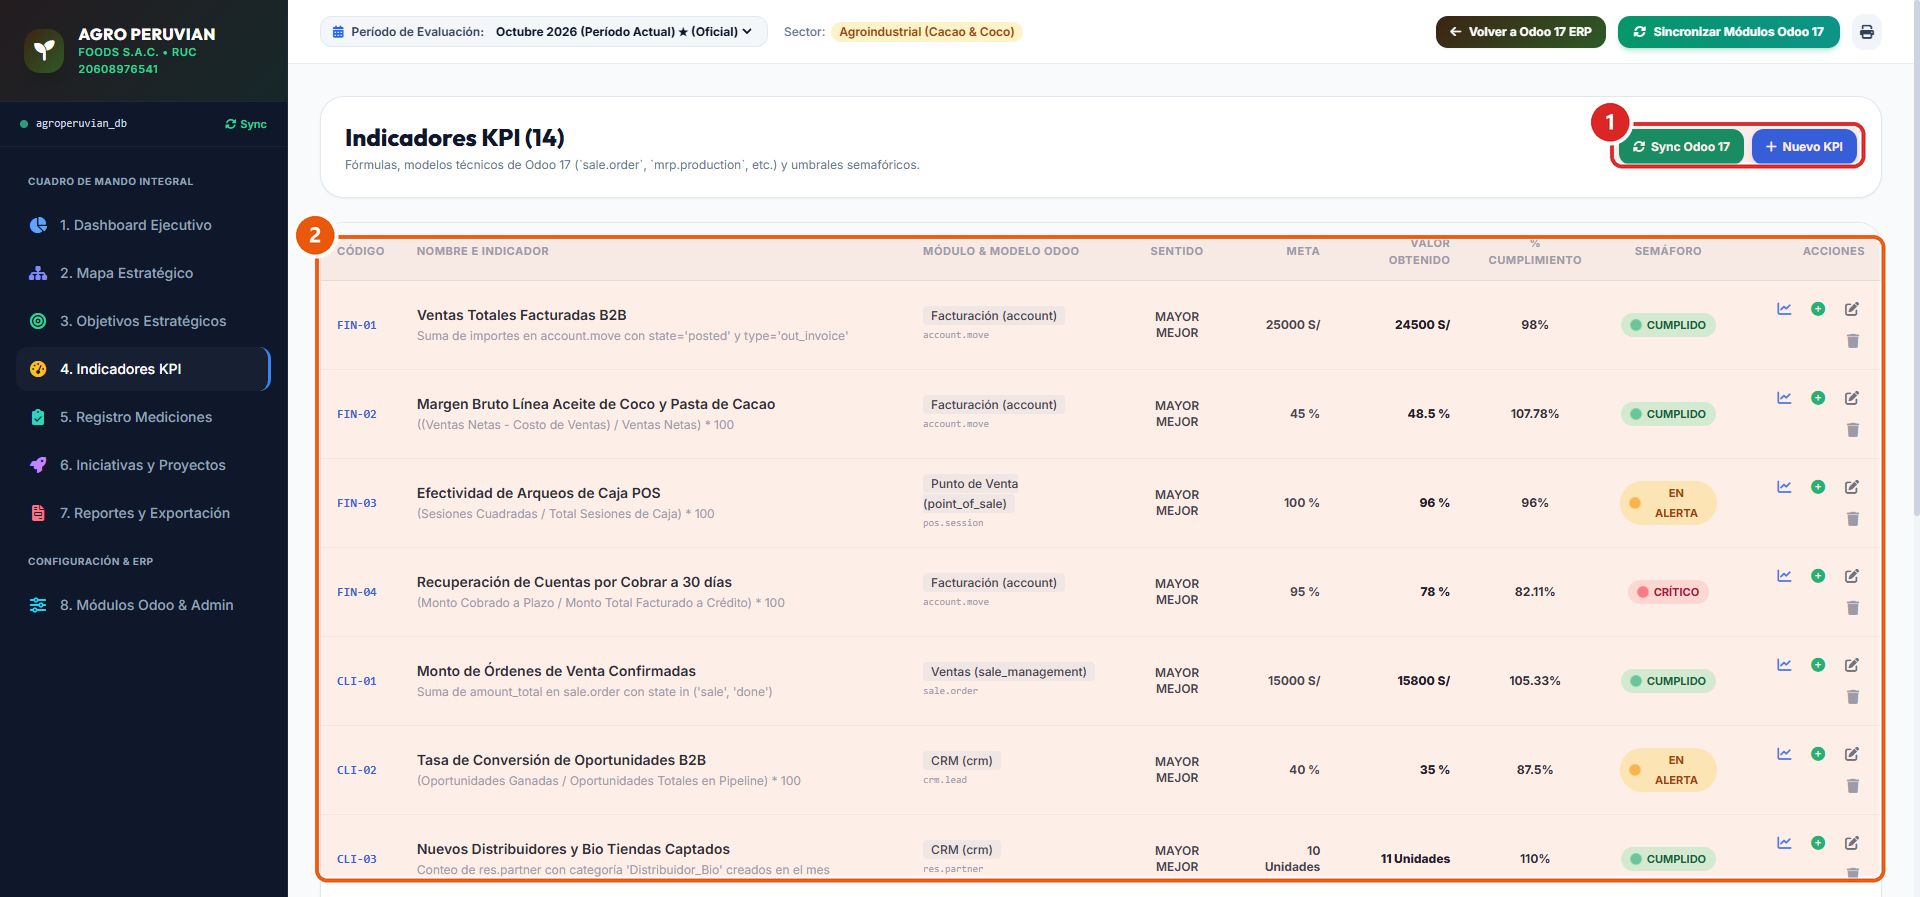 AGRO PERUVIAN
FOODS S.A.C. • RUC
20608976541
agroperuvian_db
Sync
CUADRO DE MANDO INTEGRAL
1. Dashboard Ejecutivo
2. Mapa Estratégico
3. Objetivos Estratégicos
4. Indicadores KPI
5. Registro Mediciones
6. Iniciativas y Proyectos
7. Reportes y Exportación
CONFIGURACIÓN & ERP
8. Módulos Odoo & Admin
Período de Evaluación: Octubre 2026 (Período Actual) ★ (Oficial)
Sector: Agroindustrial (Cacao & Coco)
Volver a Odoo 17 ERP
Sincronizar Módulos Odoo 17
Indicadores KPI (14)
Fórmulas, modelos técnicos de Odoo 17 (`sale.order`, `mrp.production`, etc.) y umbrales semafóricos.
1
Sync Odoo 17
+ Nuevo KPI
2
CÓDIGO NOMBRE E INDICADOR MÓDULO & MODELO ODOO SENTIDO META VALOR OBTENIDO % CUMPLIMIENTO SEMÁFORO ACCIONES
FIN-01
Ventas Totales Facturadas B2B
Suma de importes en account.move con state='posted' y type='out_invoice'
Facturación (account)
account.move
MAYOR
MEJOR
25000 S/
24500 S/
98%
CUMPLIDO
FIN-02
Margen Bruto Línea Aceite de Coco y Pasta de Cacao
((Ventas Netas - Costo de Ventas) / Ventas Netas) * 100
Facturación (account)
account.move
MAYOR
MEJOR
45 %
48.5 %
107.78%
CUMPLIDO
FIN-03
Efectividad de Arqueos de Caja POS
(Sesiones Cuadradas / Total Sesiones de Caja) * 100
Punto de Venta
(point_of_sale)
pos.session
MAYOR
MEJOR
100 %
96 %
96%
EN
ALERTA
FIN-04
Recuperación de Cuentas por Cobrar a 30 días
(Monto Cobrado a Plazo / Monto Total Facturado a Crédito) * 100
Facturación (account)
account.move
MAYOR
MEJOR
95 %
78 %
82.11%
CRÍTICO
CLI-01
Monto de Órdenes de Venta Confirmadas
Suma de amount_total en sale.order con state in ('sale', 'done')
Ventas (sale_management)
sale.order
MAYOR
MEJOR
15000 S/
15800 S/
105.33%
CUMPLIDO
CLI-02
Tasa de Conversión de Oportunidades B2B
(Oportunidades Ganadas / Oportunidades Totales en Pipeline) * 100
CRM (crm)
crm.lead
MAYOR
MEJOR
40 %
35 %
87.5%
EN
ALERTA
CLI-03
Nuevos Distribuidores y Bio Tiendas Captados
Conteo de res.partner con categoría 'Distribuidor_Bio' creados en el mes
CRM (crm)
res.partner
MAYOR
MEJOR
10
Unidades
11 Unidades
110%
CUMPLIDO